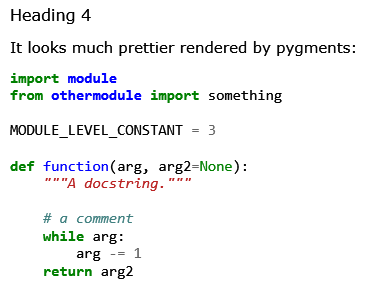 Heading 4
It looks much prettier rendered by pygments:
import module
from othermodule import something
MODULE_LEVEL_CONSTANT = 3
def function(arg, arg2=None):
    """A docstring."""
    # a comment
    while arg:
        arg -= 1
    return arg2